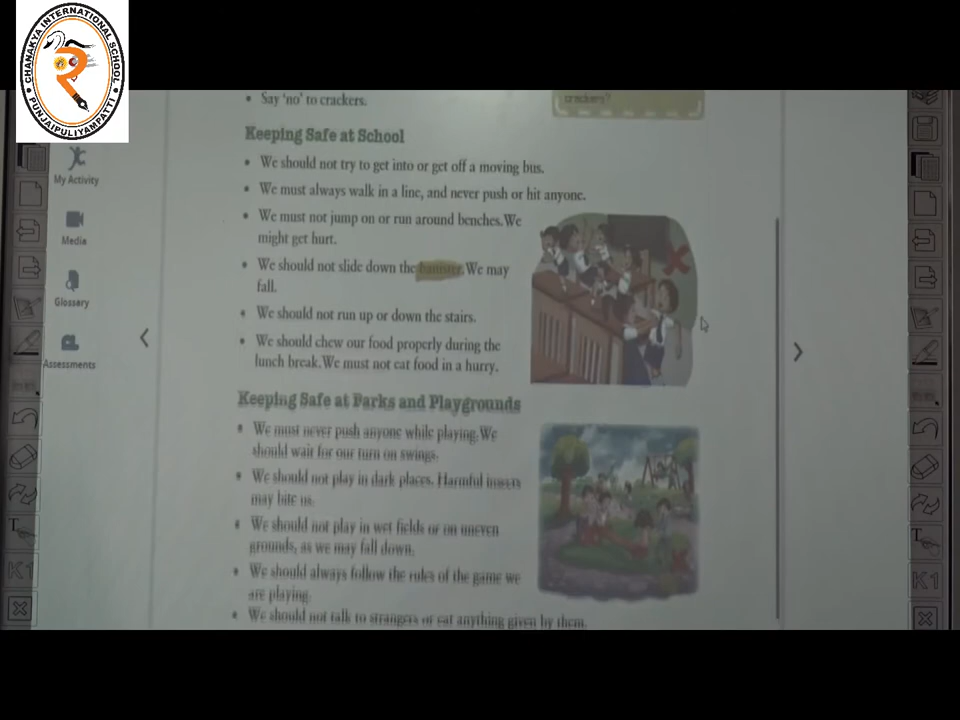 CHANAKYA INTERNATIONAL SCHOOL
PUNJAIPULIYAMPATTI
• Say 'no' to crackers.
crackers?
Keeping Safe at School
• We should not try to get into or get off a moving bus.
• We must always walk in a line, and never push or hit anyone.
• We must not jump on or run around benches. We
might get hurt.
• We should not slide down the banister. We may
fall.
• We should not run up or down the stairs.
• We should chew our food properly during the
lunch break. We must not eat food in a hurry.
Keeping Safe at Parks and Playgrounds
• We must never push anyone while playing. We
should wait for our turn on swings.
• We should not play in dark places. Harmful insects
may bite us.
• We should not play in wet fields or on uneven
grounds, as we may fall down.
• We should always follow the rules of the game we
are playing.
• We should not talk to strangers or eat anything given by them.
My Activity
Media
Glossary
Assessments
T
K1
T
K1